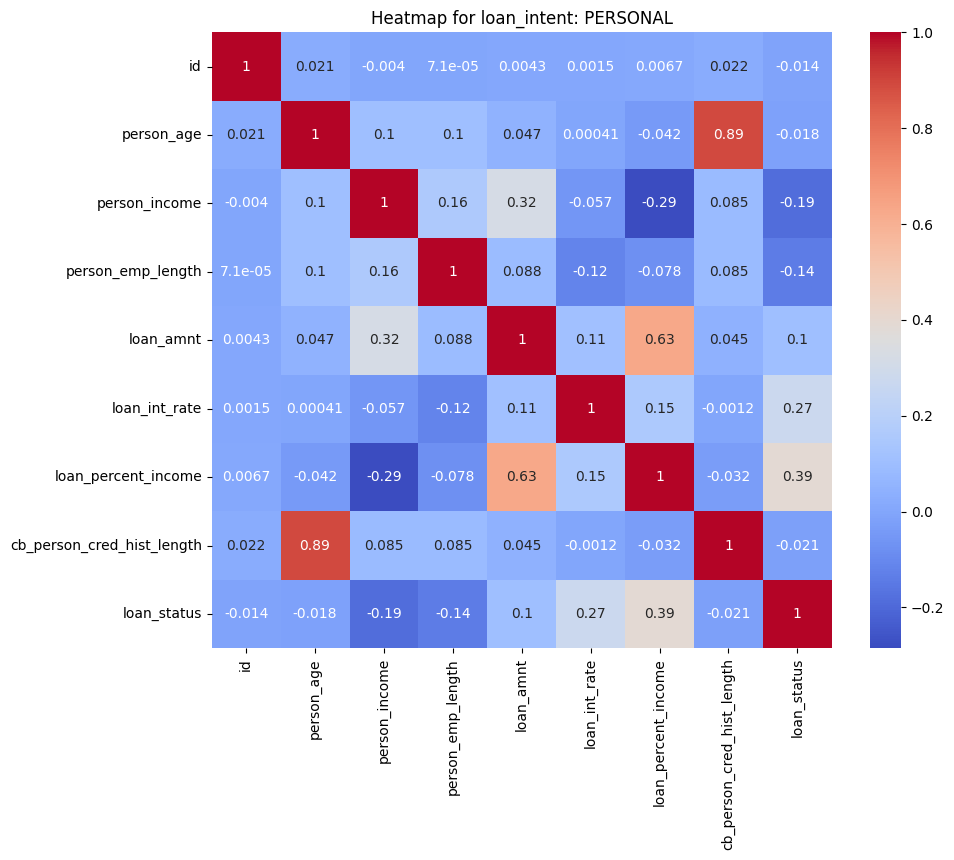 Heatmap for loan_intent: PERSONAL
id 1 0.021 -0.004 7.1e-05 0.0043 0.0015 0.0067 0.022 -0.014
person_age 0.021 1 0.1 0.1 0.047 0.00041 -0.042 0.89 -0.018
person_income -0.004 0.1 1 0.16 0.32 -0.057 -0.29 0.085 -0.19
person_emp_length 7.1e-05 0.1 0.16 1 0.088 -0.12 -0.078 0.085 -0.14
loan_amnt 0.0043 0.047 0.32 0.088 1 0.11 0.63 0.045 0.1
loan_int_rate 0.0015 0.00041 -0.057 -0.12 0.11 1 0.15 -0.0012 0.27
loan_percent_income 0.0067 -0.042 -0.29 -0.078 0.63 0.15 1 -0.032 0.39
cb_person_cred_hist_length 0.022 0.89 0.085 0.085 0.045 -0.0012 -0.032 1 -0.021
loan_status -0.014 -0.018 -0.19 -0.14 0.1 0.27 0.39 -0.021 1
id
person_age
person_income
person_emp_length
loan_amnt
loan_int_rate
loan_percent_income
cb_person_cred_hist_length
loan_status
1.0
0.8
0.6
0.4
0.2
0.0
−0.2